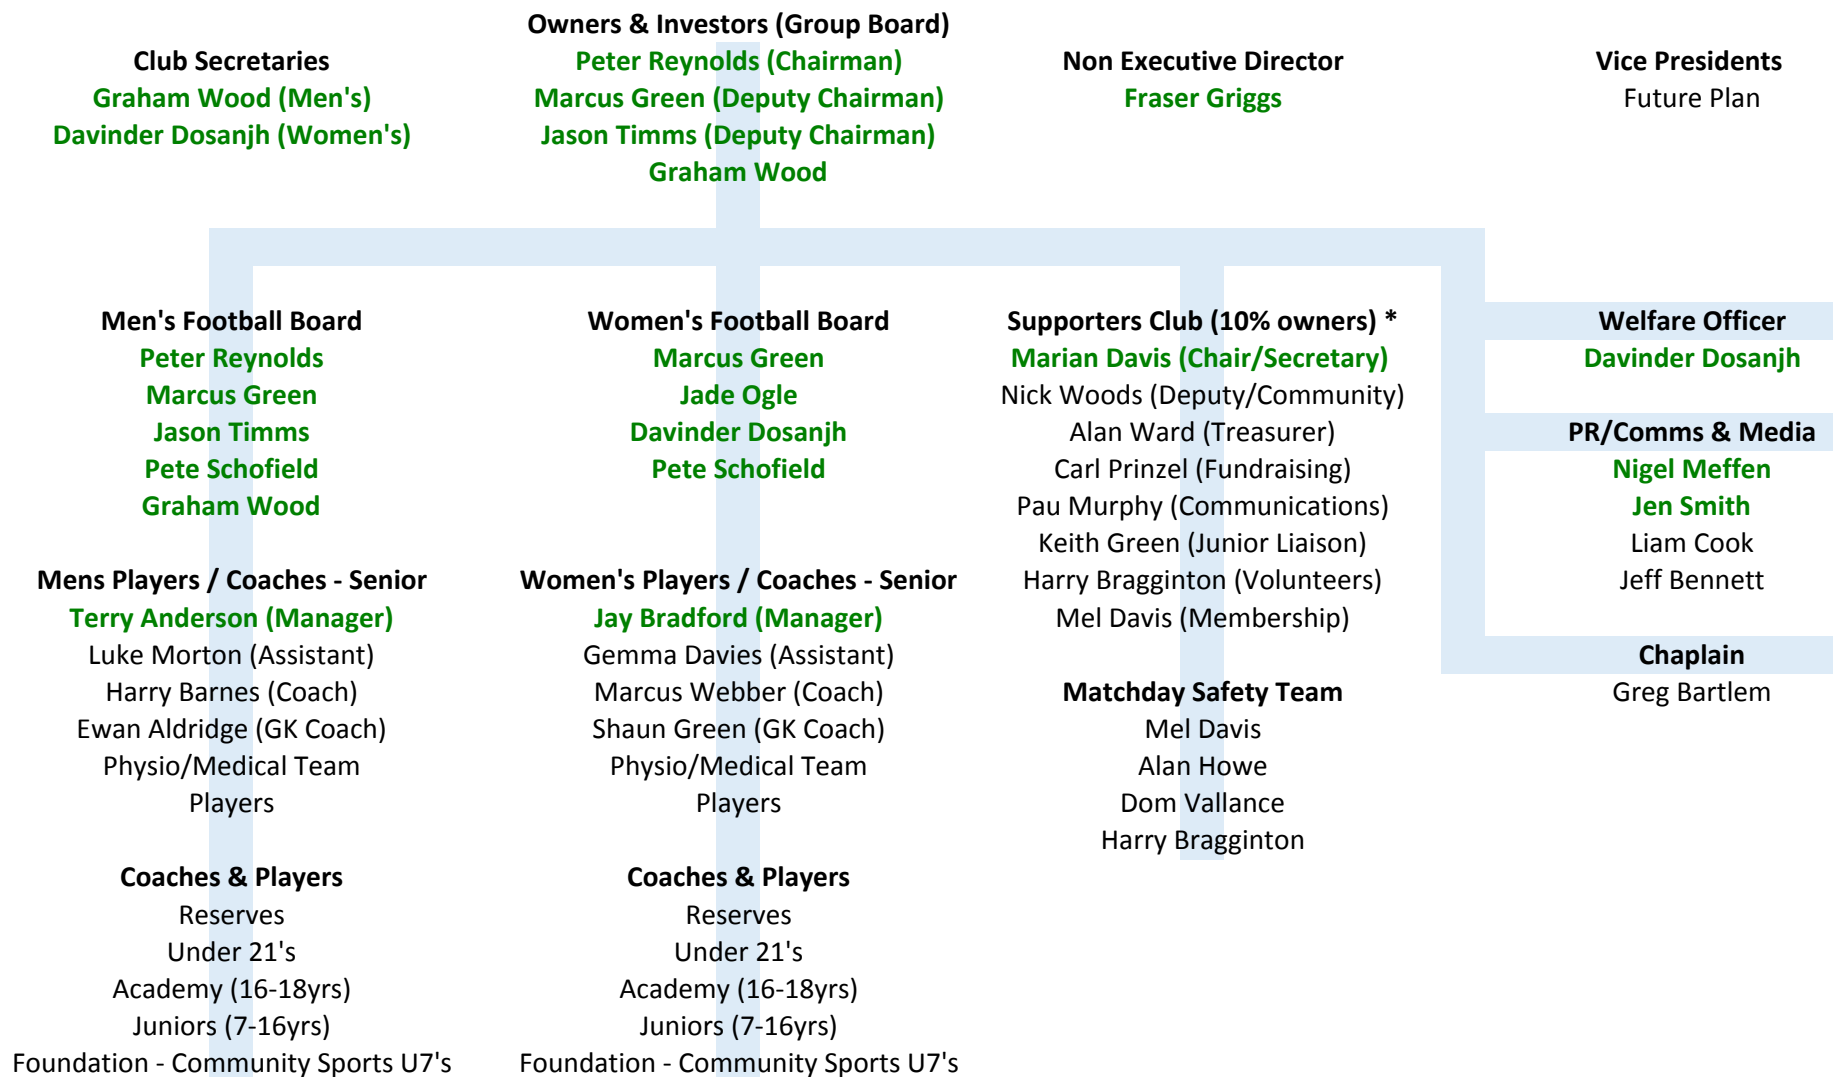 Owners & Investors (Group Board)
Peter Reynolds (Chairman)
Marcus Green (Deputy Chairman)
Jason Timms (Deputy Chairman)
Graham Wood
Club Secretaries
Graham Wood (Men's)
Davinder Dosanjh (Women's)
Non Executive Director
Fraser Griggs
Vice Presidents
Future Plan
Men's Football Board
Peter Reynolds
Marcus Green
Jason Timms
Pete Schofield
Graham Wood
Mens Players / Coaches - Senior
Terry Anderson (Manager)
Luke Morton (Assistant)
Harry Barnes (Coach)
Ewan Aldridge (GK Coach)
Physio/Medical Team
Players
Coaches & Players
Reserves
Under 21's
Academy (16-18yrs)
Juniors (7-16yrs)
Foundation - Community Sports U7's
Women's Football Board
Marcus Green
Jade Ogle
Davinder Dosanjh
Pete Schofield
Women's Players / Coaches - Senior
Jay Bradford (Manager)
Gemma Davies (Assistant)
Marcus Webber (Coach)
Shaun Green (GK Coach)
Physio/Medical Team
Players
Coaches & Players
Reserves
Under 21's
Academy (16-18yrs)
Juniors (7-16yrs)
Foundation - Community Sports U7's
Supporters Club (10% owners) *
Marian Davis (Chair/Secretary)
Nick Woods (Deputy/Community)
Alan Ward (Treasurer)
Carl Prinzel (Fundraising)
Pau Murphy (Communications)
Keith Green (Junior Liaison)
Harry Bragginton (Volunteers)
Mel Davis (Membership)
Matchday Safety Team
Mel Davis
Alan Howe
Dom Vallance
Harry Bragginton
Welfare Officer
Davinder Dosanjh
PR/Comms & Media
Nigel Meffen
Jen Smith
Liam Cook
Jeff Bennett
Chaplain
Greg Bartlem